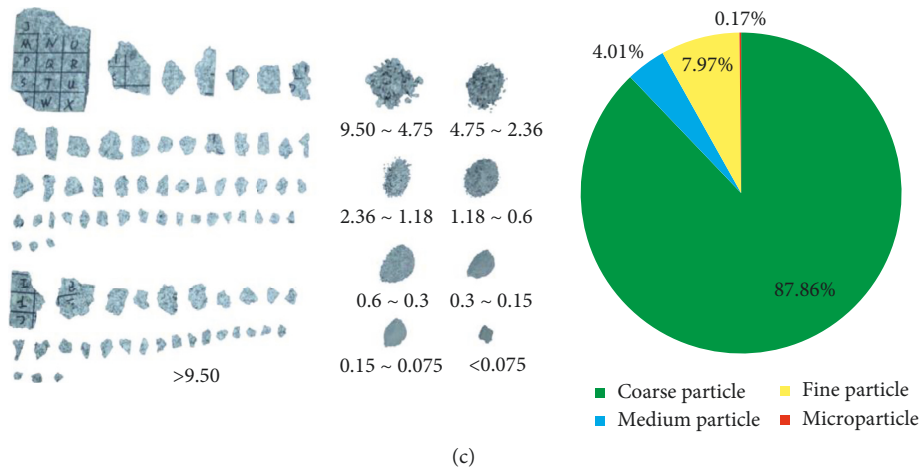 J
M N O
P Q R
S T U
W X
>9.50
9.50 ~ 4.75
4.75 ~ 2.36
2.36 ~ 1.18
1.18 ~ 0.6
0.6 ~ 0.3
0.3 ~ 0.15
0.15 ~ 0.075
<0.075
0.17%
4.01%
7.97%
87.86%
Coarse particle
Fine particle
Medium particle
Microparticle
(c)